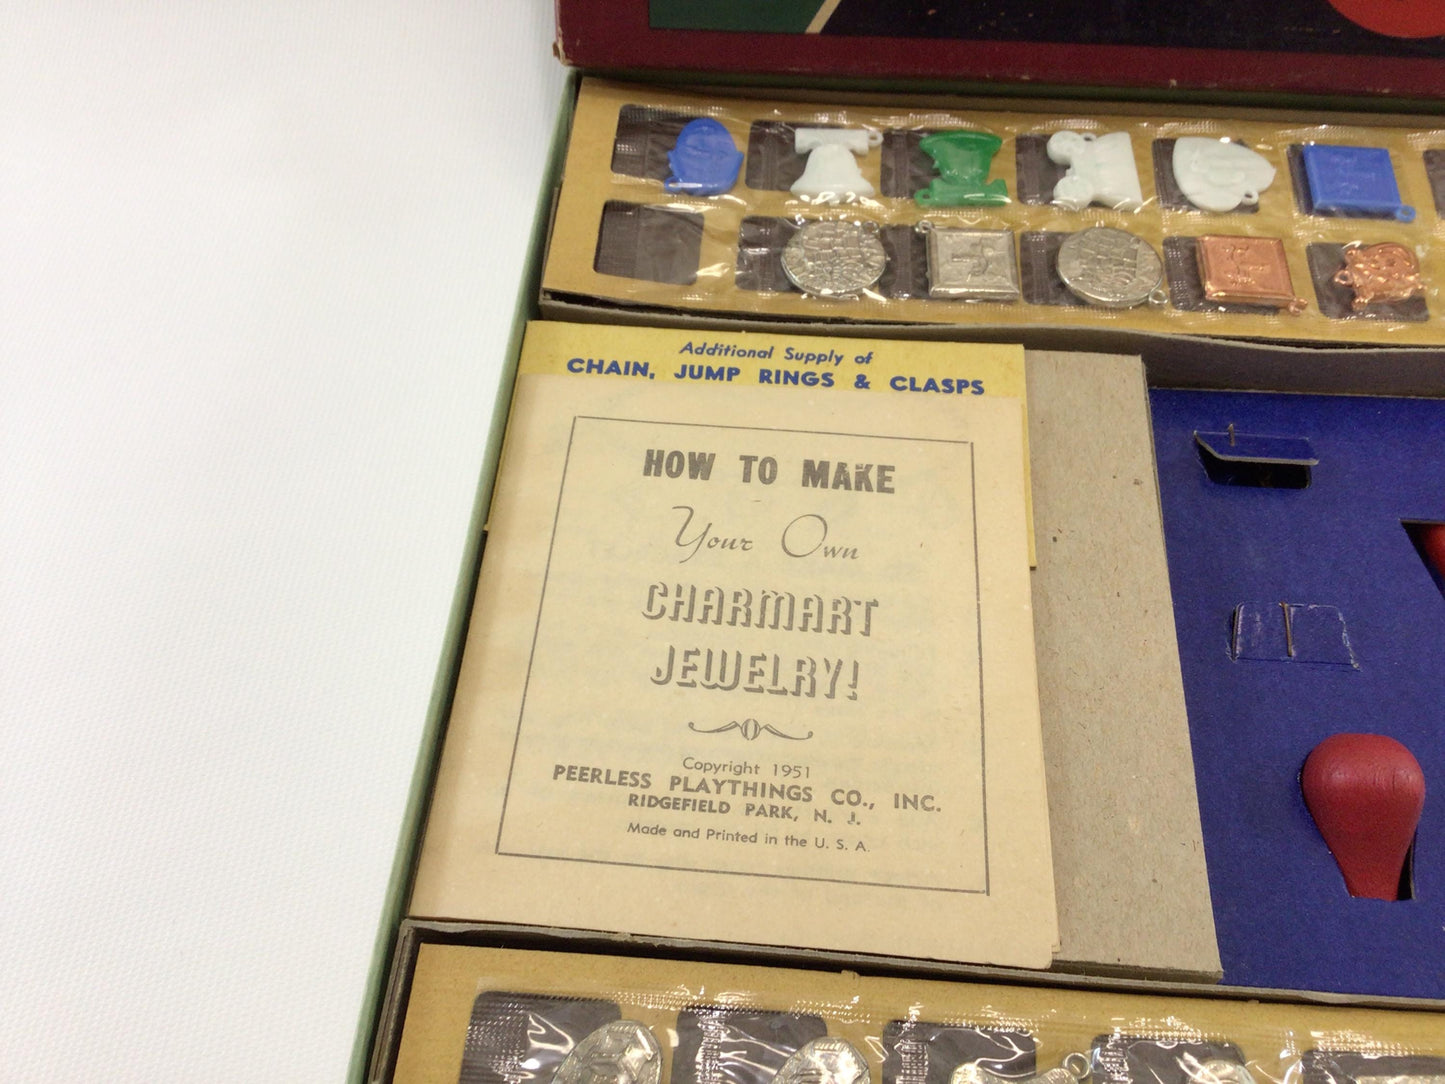 Additional Supply of
CHAIN, JUMP RINGS & CLASPS
HOW TO MAKE
Your Own
CHARMART
JEWELRY!
Copyright 1951
PEERLESS PLAYTHINGS CO., INC.
RIDGEFIELD PARK, N. J.
Made and Printed in the U. S. A.